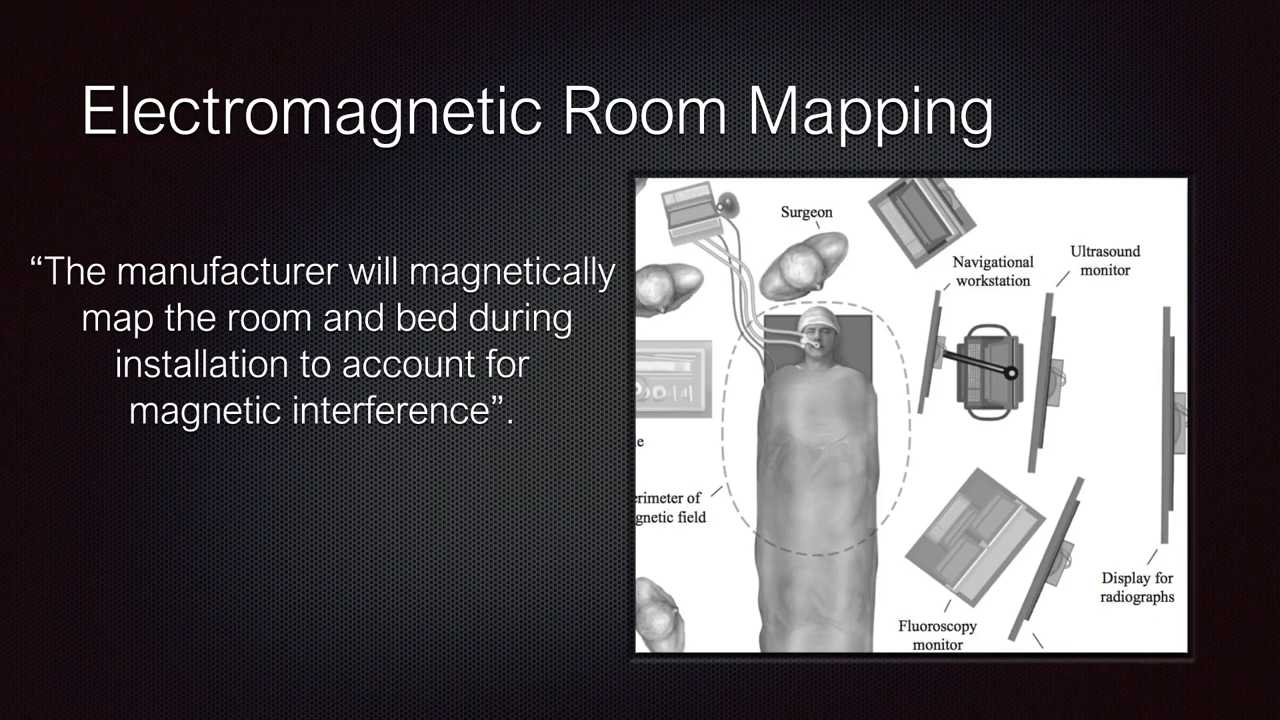 Electromagnetic Room Mapping
“The manufacturer will magnetically
map the room and bed during
installation to account for
magnetic interference”.
Surgeon
Navigational
workstation
Ultrasound
monitor
e
erimeter of
gnetic field
Display for
radiographs
Fluoroscopy
monitor